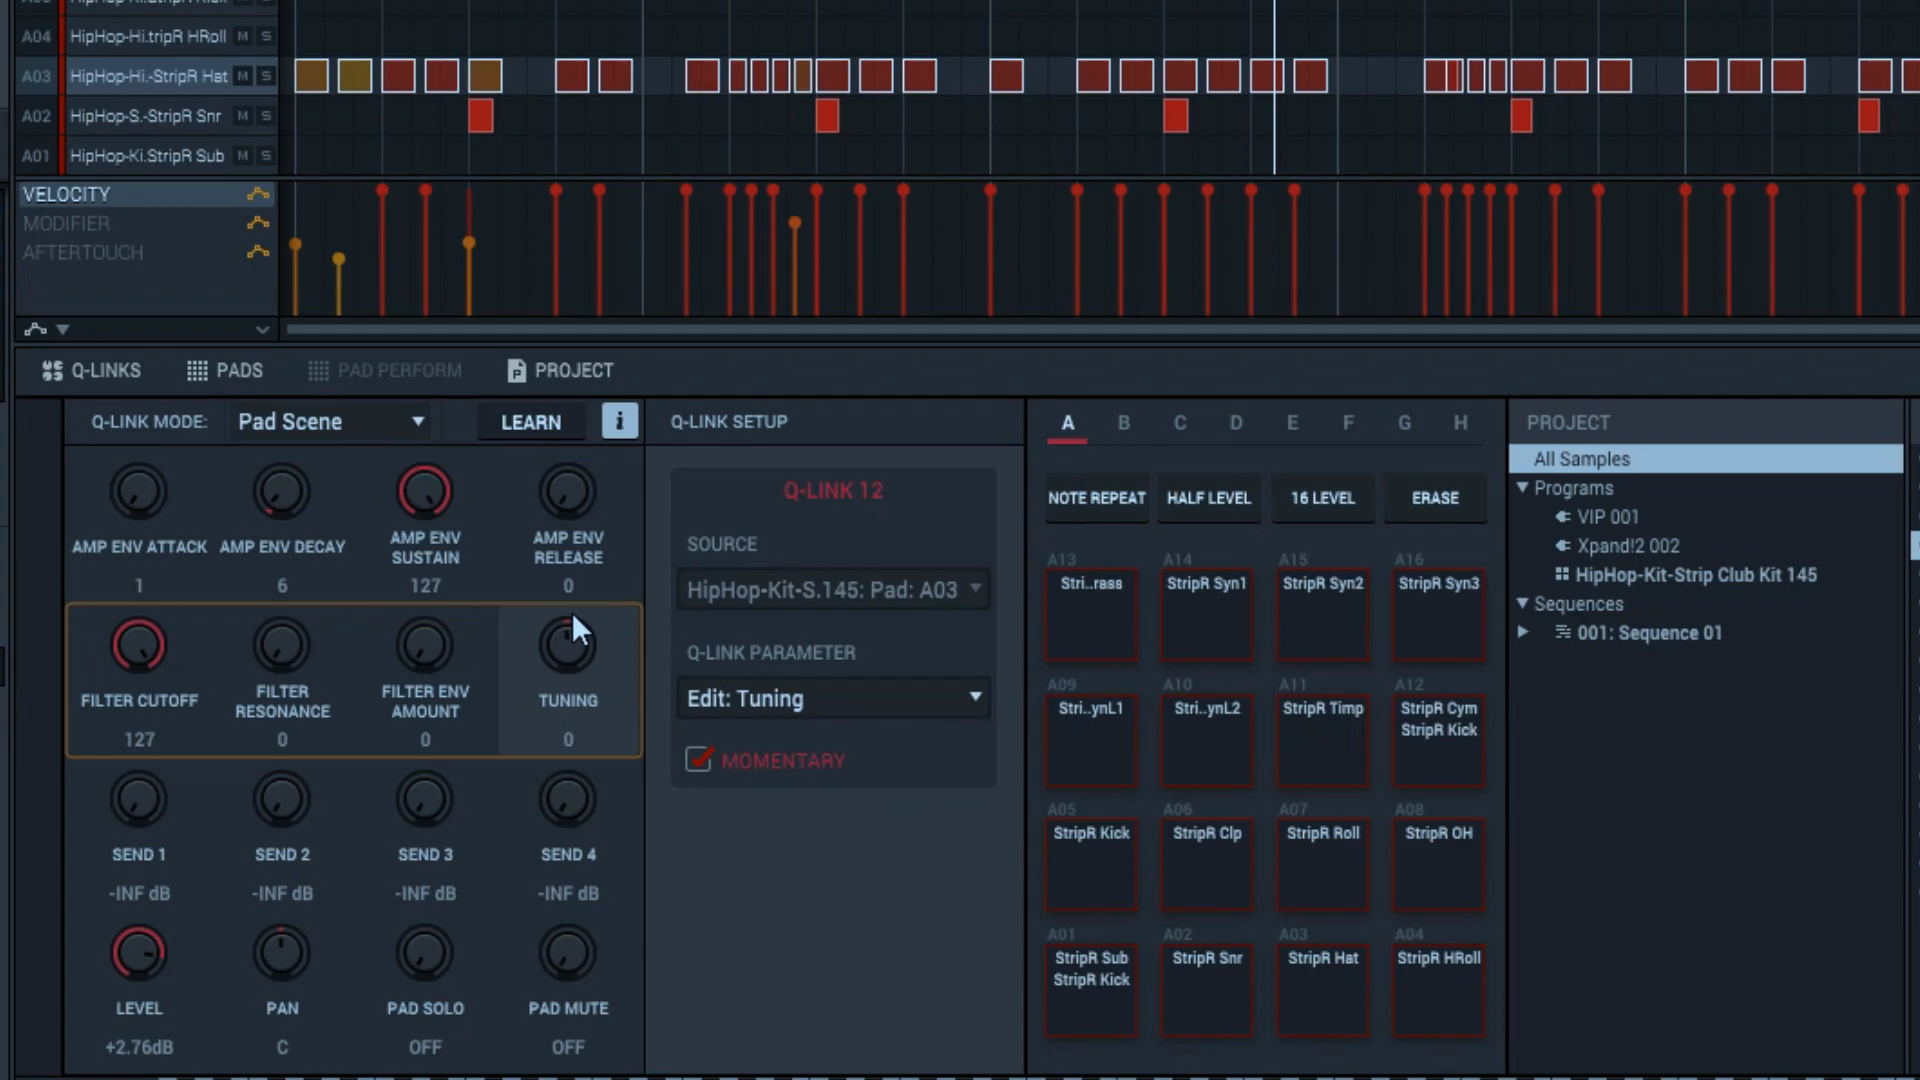 A04 HipHop-Hi.tripR HRoll M S
A03 HipHop-Hi.-StripR Hat M S
A02 HipHop-S.-StripR Snr M S
A01 HipHop-Ki.StripR Sub M S
VELOCITY
MODIFIER
AFTERTOUCH
Q-LINKS PADS PAD PERFORM PROJECT
Q-LINK MODE: Pad Scene LEARN i
AMP ENV ATTACK
1
AMP ENV DECAY
6
AMP ENV
SUSTAIN
127
AMP ENV
RELEASE
0
FILTER CUTOFF
127
FILTER
RESONANCE
0
FILTER ENV
AMOUNT
0
TUNING
0
SEND 1
-INF dB
SEND 2
-INF dB
SEND 3
-INF dB
SEND 4
-INF dB
LEVEL
+2.76dB
PAN
C
PAD SOLO
OFF
PAD MUTE
OFF
Q-LINK SETUP
Q-LINK 12
SOURCE
HipHop-Kit-S.145: Pad: A03
Q-LINK PARAMETER
Edit: Tuning
MOMENTARY
A B C D E F G H
NOTE REPEAT HALF LEVEL 16 LEVEL ERASE
A13
Stri..rass
A14
StripR Syn1
A15
StripR Syn2
A16
StripR Syn3
A09
Stri..ynL1
A10
Stri..ynL2
A11
StripR Timp
A12
StripR Cym
StripR Kick
A05
StripR Kick
A06
StripR Clp
A07
StripR Roll
A08
StripR OH
A01
StripR Sub
StripR Kick
A02
StripR Snr
A03
StripR Hat
A04
StripR HRoll
PROJECT
All Samples
Programs
VIP 001
Xpand!2 002
HipHop-Kit-Strip Club Kit 145
Sequences
001: Sequence 01